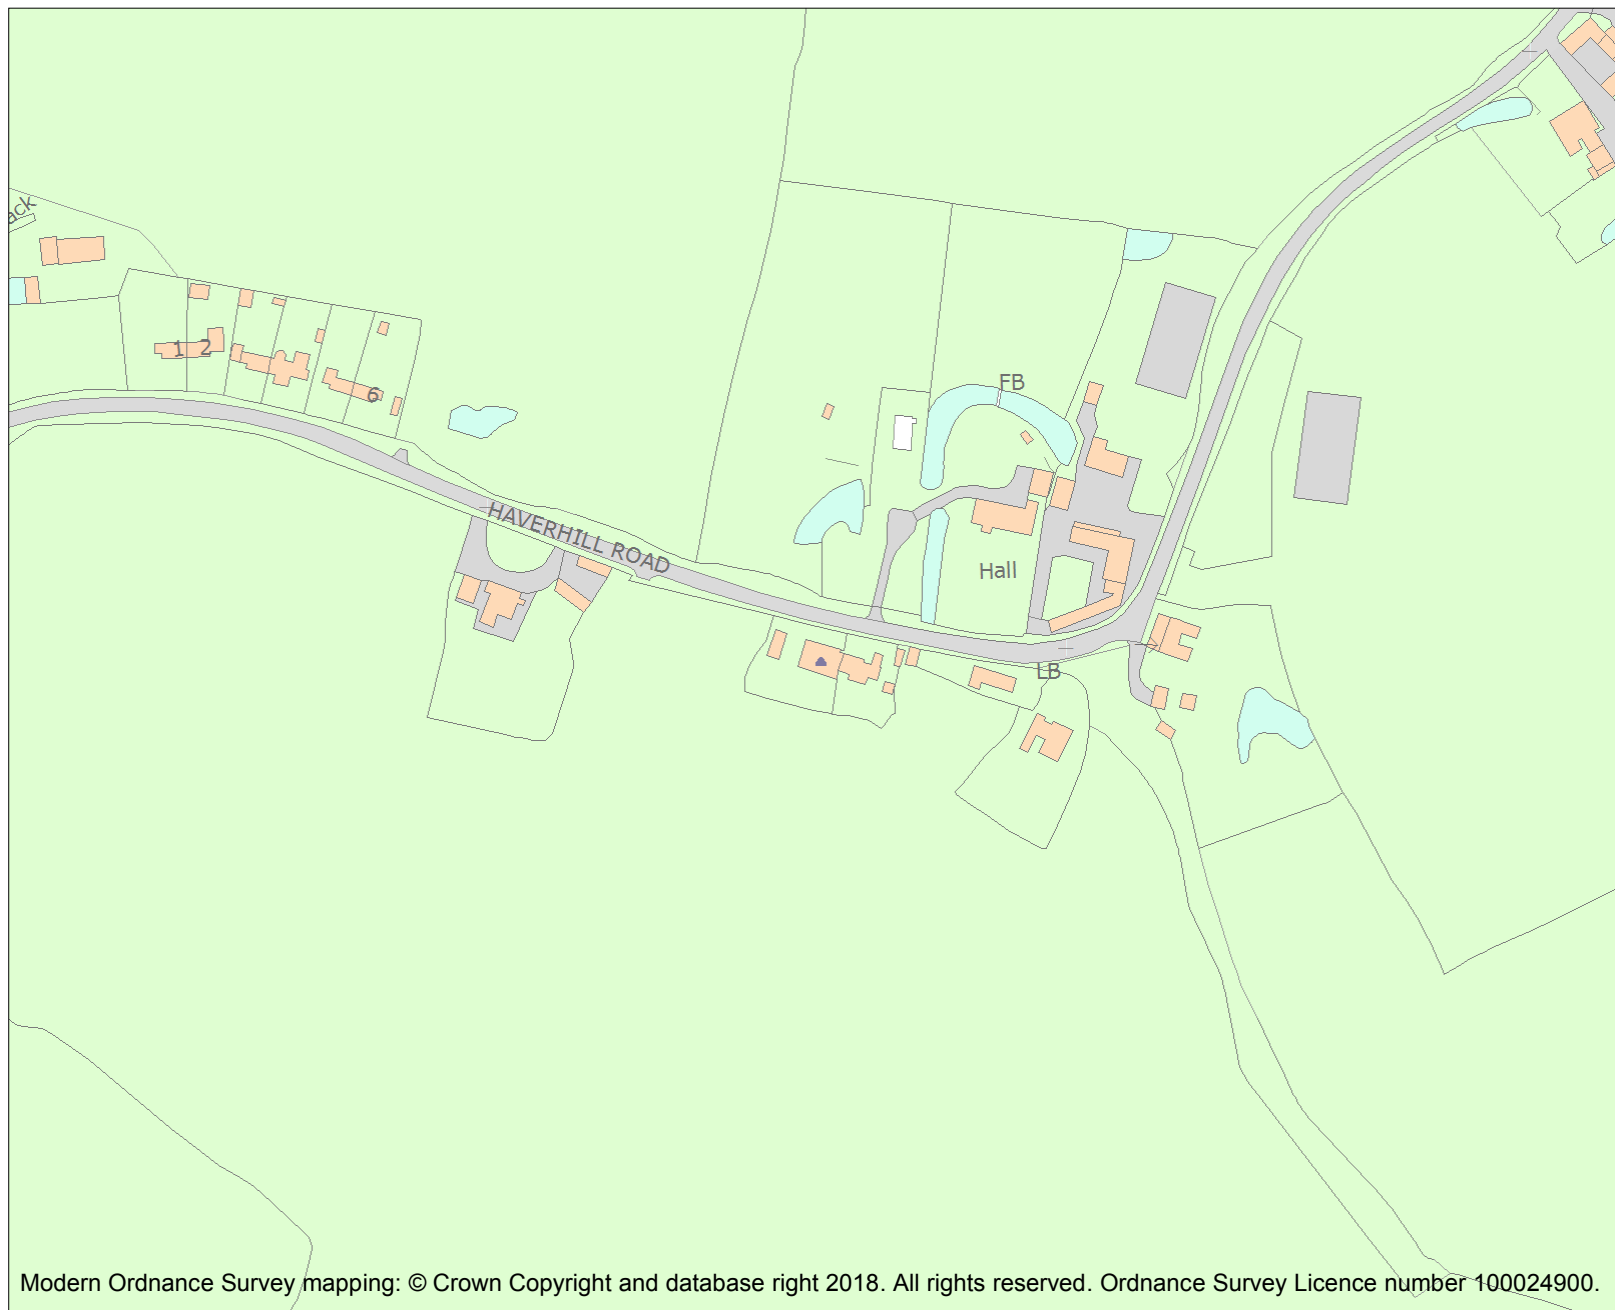 ack
1 2
6
FB
HAVERHILL ROAD
Hall
LB
Modern Ordnance Survey mapping: © Crown Copyright and database right 2018. All rights reserved. Ordnance Survey Licence number 100024900.